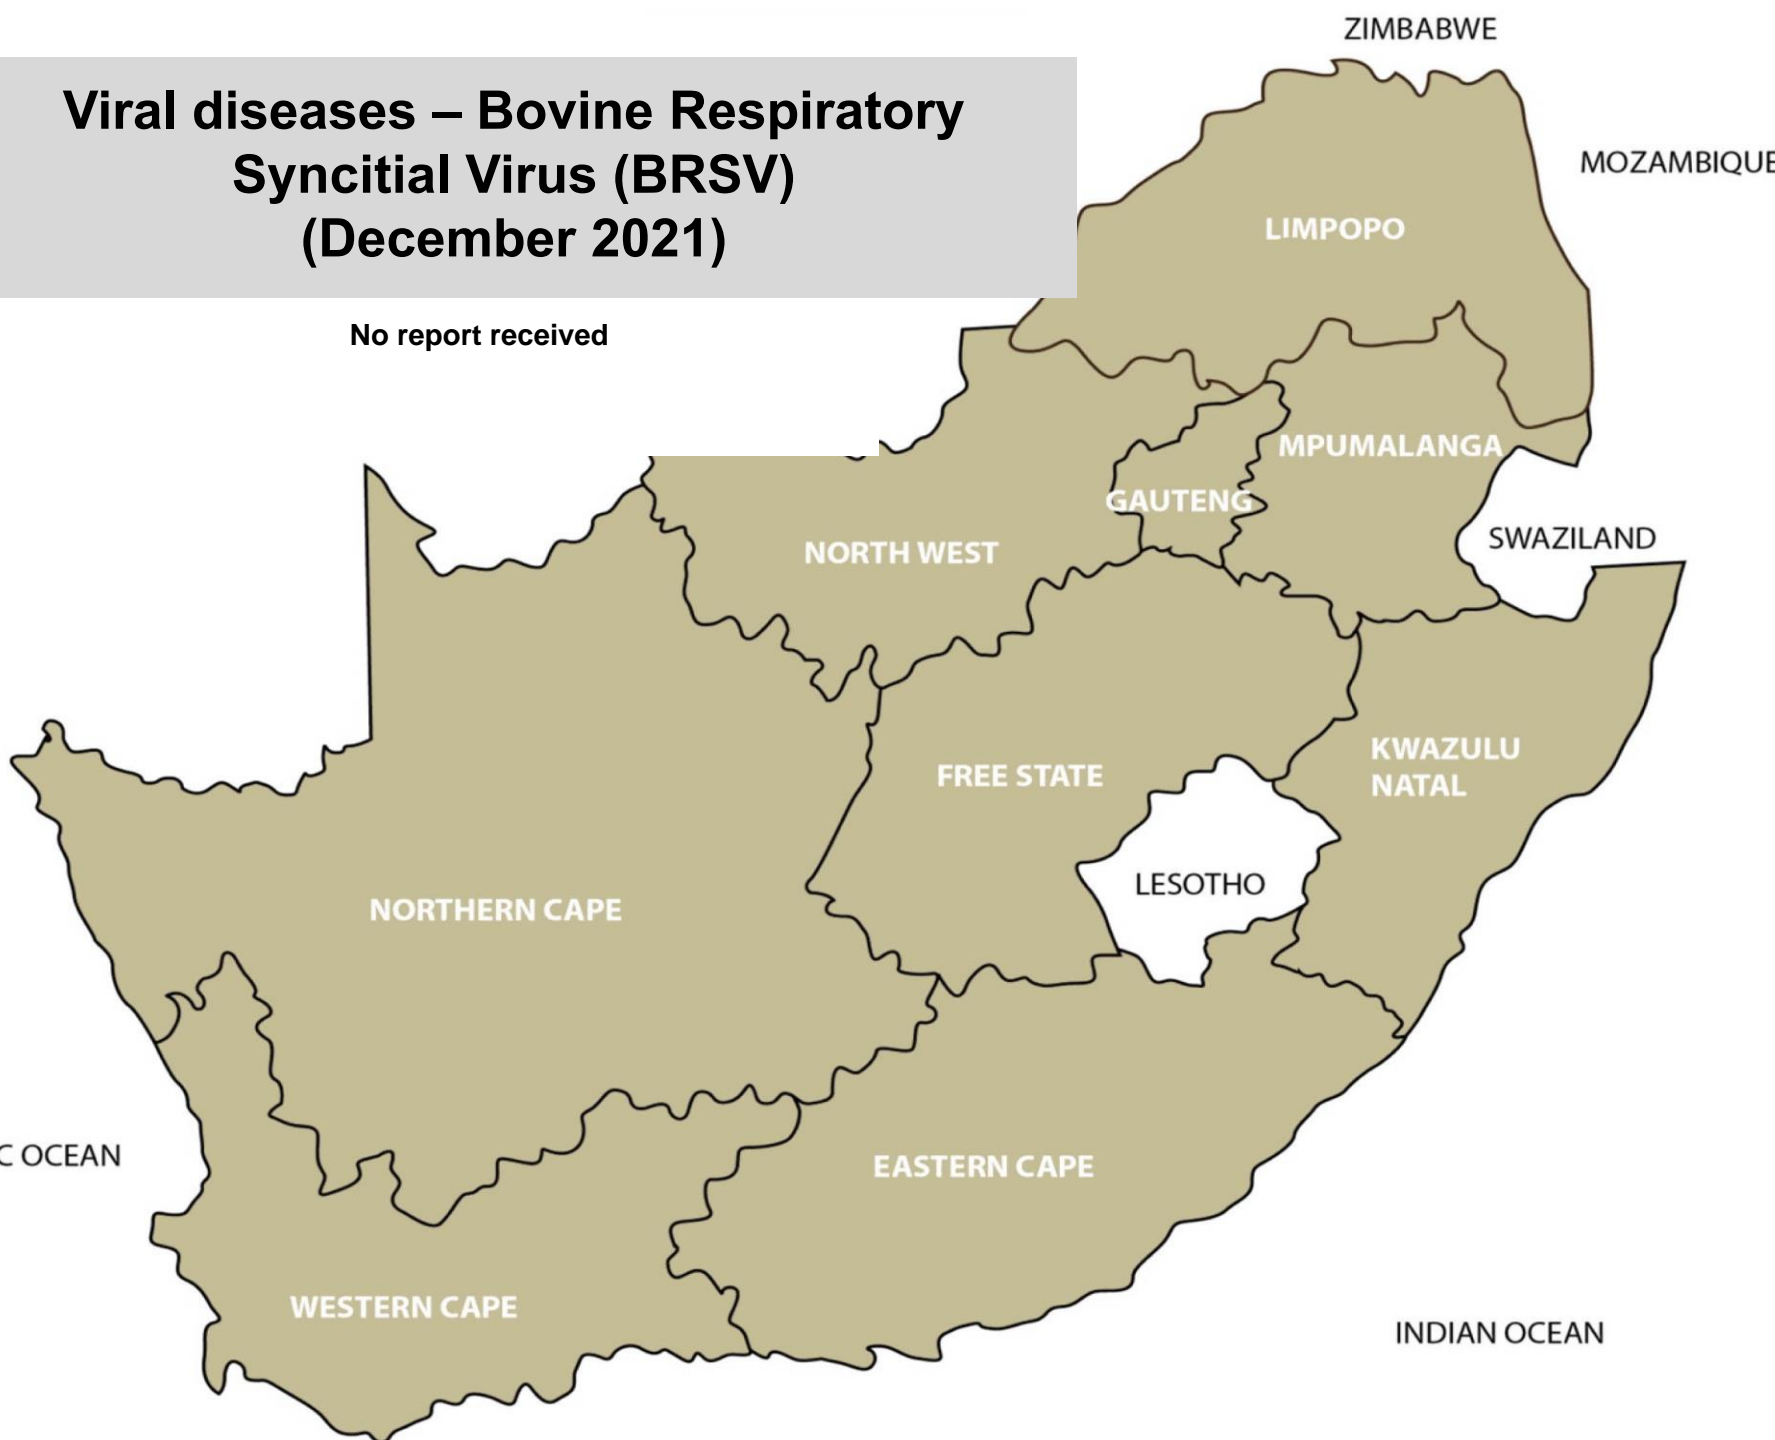 ZIMBABWE
Viral diseases – Bovine Respiratory
Syncitial Virus (BRSV)
(December 2021)
MOZAMBIQUE
LIMPOPO
No report received
MPUMALANGA
GAUTENG
SWAZILAND
NORTH WEST
KWAZULU
NATAL
FREE STATE
LESOTHO
NORTHERN CAPE
C OCEAN
EASTERN CAPE
WESTERN CAPE
INDIAN OCEAN